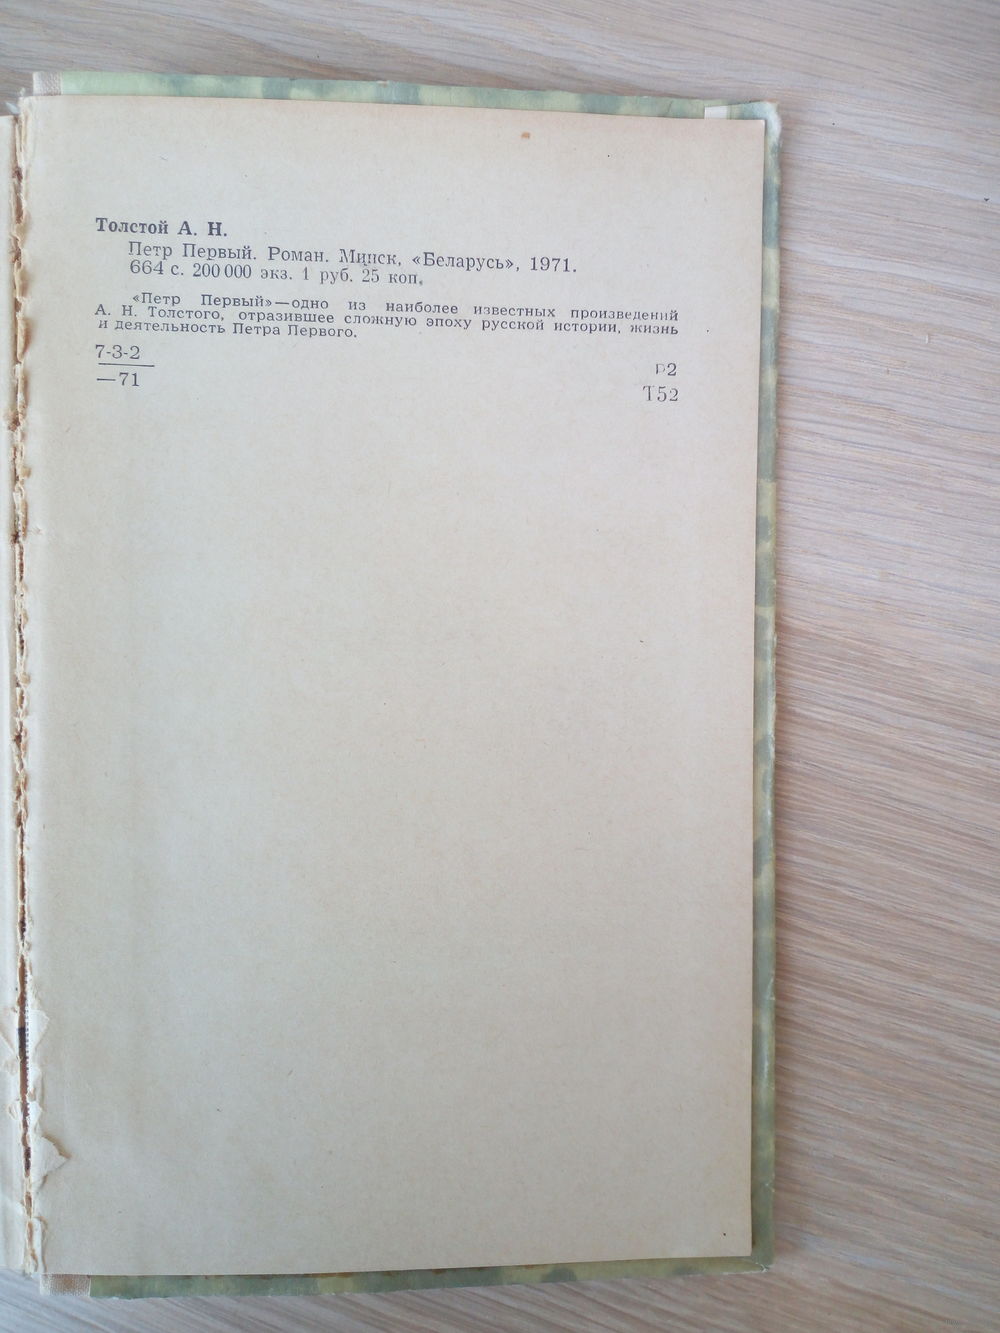 Толстой А. Н.
Петр Первый. Роман. Минск, «Беларусь», 1971.
664 с. 200 000 экз. 1 руб. 25 коп.
«Петр Первый»—одно из наиболее известных произведений
А. Н. Толстого, отразившее сложную эпоху русской истории, жизнь
и деятельность Петра Первого.
7-3-2
—71
Р2
Т52